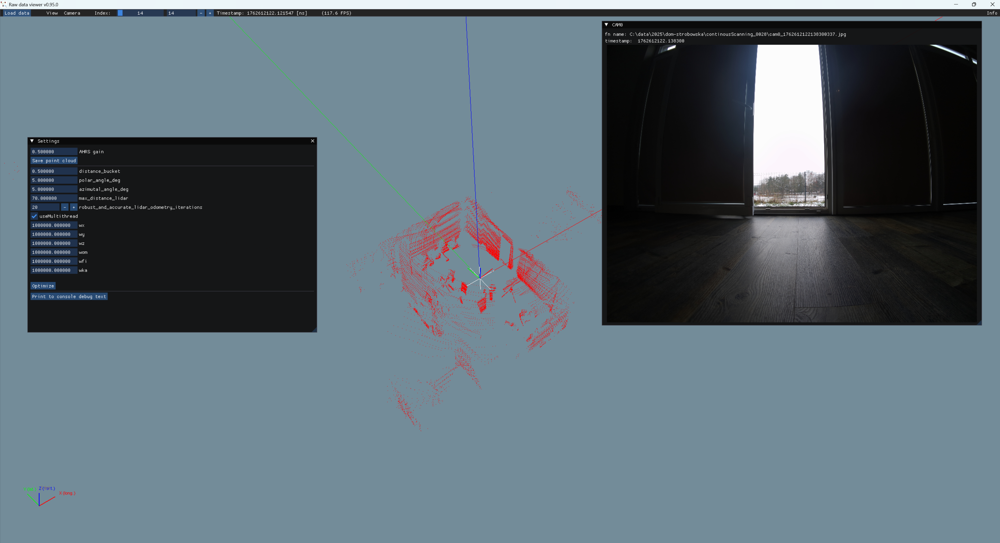 Raw data viewer v0.95.0
Load data View Camera Index: 14 14 - + Timestamp: 1762612122.121547 [ns] (117.6 FPS) Info
CAM0
fn name: C:\data\2025\dom-strobowska\continousScanning_0028\cam0_1762612122138300337.jpg
timestamp: 1762612122.138300
Settings
0.500000 AHRS gain
Save point cloud
0.500000 distance_bucket
5.000000 polar_angle_deg
5.000000 azimutal_angle_deg
70.000000 max_distance_lidar
20 - + robust_and_accurate_lidar_odometry_iterations
useMultithread
1000000.000000 wx
1000000.000000 wy
1000000.000000 wz
1000000.000000 wom
1000000.000000 wfi
1000000.000000 wka
Optimize
Print to console debug text
Z (vert.)
X (long.)